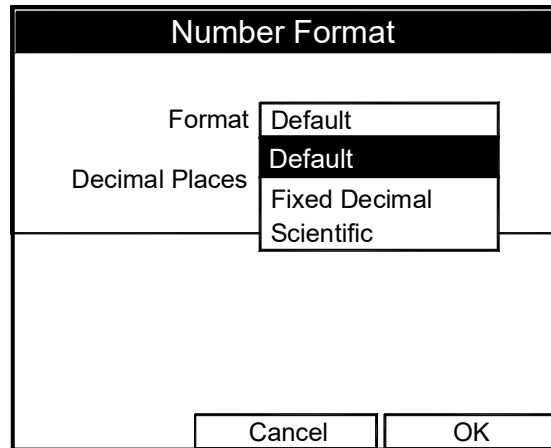 Number Format
Format Default
Default
Decimal Places
Fixed Decimal
Scientific
Cancel OK